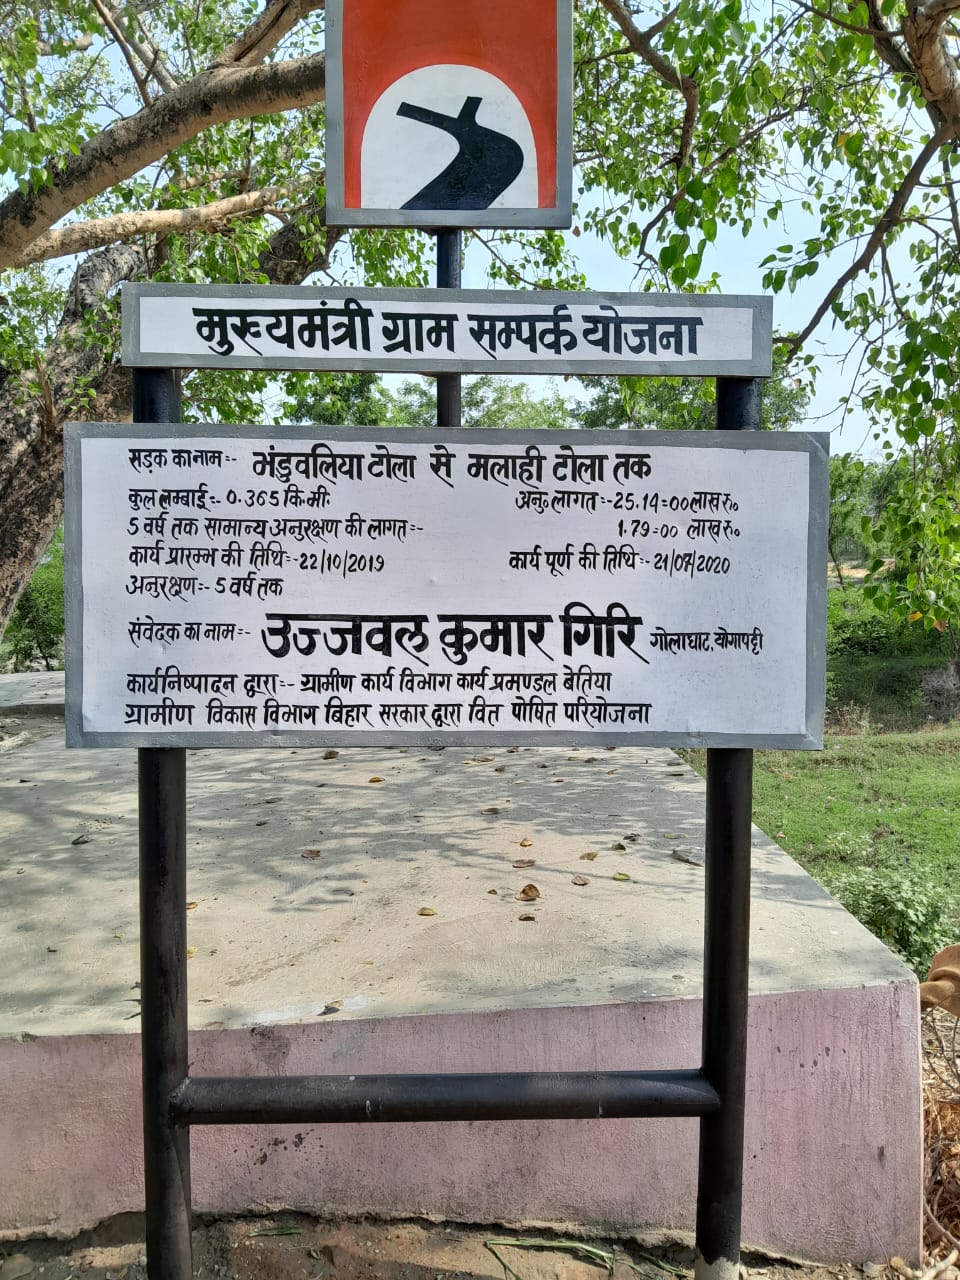 मुख्यमंत्री ग्राम सम्पर्क योजना
सड़क का नाम:- भंडुवलिया टोला से मलाही टोला तक
कुल लम्बाई:- 0.365 कि.मी. अनु॰ लागत:-25.14=00 लाख रु॰
5 वर्ष तक सामान्य अनुरक्षण की लागत:- 1.79=00 लाख रु॰
कार्य प्रारम्भ की तिथि:-22/10/2019 कार्य पूर्ण की तिथि:-21/07/2020
अनुरक्षण:- 5 वर्ष तक
संवेदक का नाम:- उज्जवल कुमार गिरि गोलाघाट, योगापट्टी
कार्यनिष्पादन द्वारा:- ग्रामीण कार्य विभाग कार्य प्रमण्डल बेतिया
ग्रामीण विकास विभाग बिहार सरकार द्वारा वित पोषित परियोजना